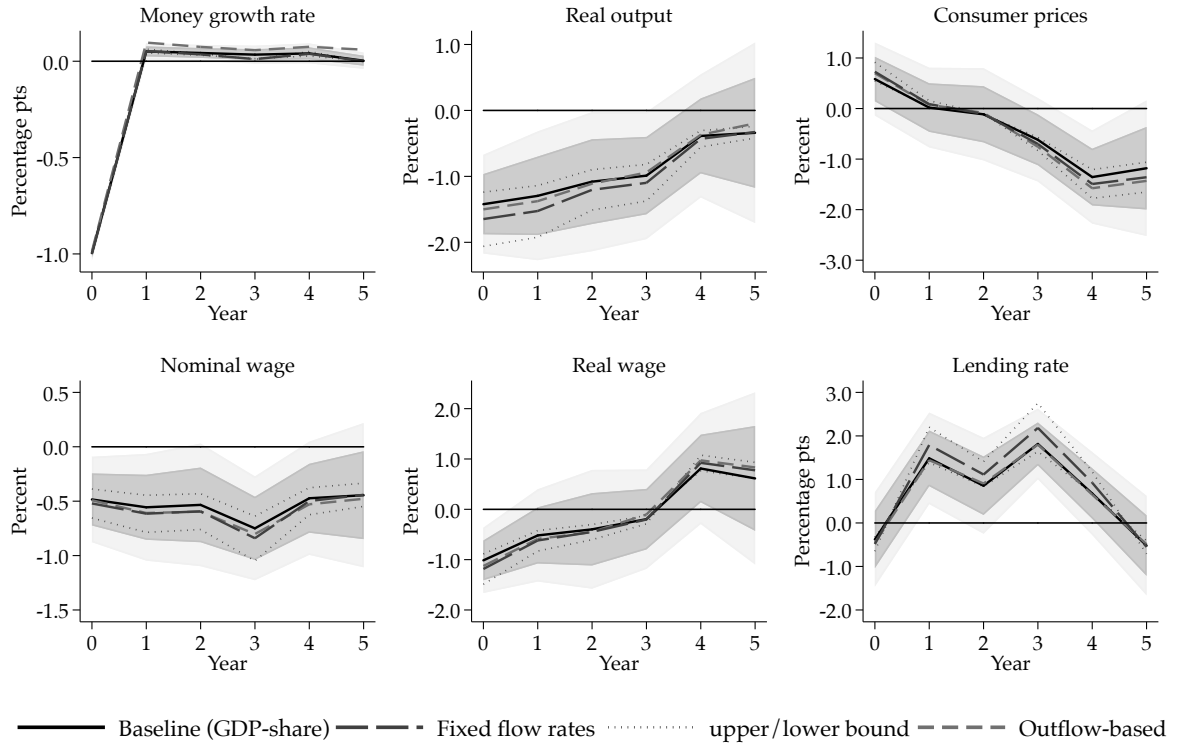 Money growth rate
Percentage pts
0.0
-0.5
-1.0
0 1 2 3 4 5
Year
Real output
Percent
1.0
0.0
-1.0
-2.0
0 1 2 3 4 5
Year
Consumer prices
Percent
1.0
0.0
-1.0
-2.0
-3.0
0 1 2 3 4 5
Year
Nominal wage
Percent
0.5
0.0
-0.5
-1.0
-1.5
0 1 2 3 4 5
Year
Real wage
Percent
2.0
1.0
0.0
-1.0
-2.0
0 1 2 3 4 5
Year
Lending rate
Percentage pts
3.0
2.0
1.0
0.0
-1.0
-2.0
0 1 2 3 4 5
Year
Baseline (GDP-share) Fixed flow rates upper/lower bound Outflow-based